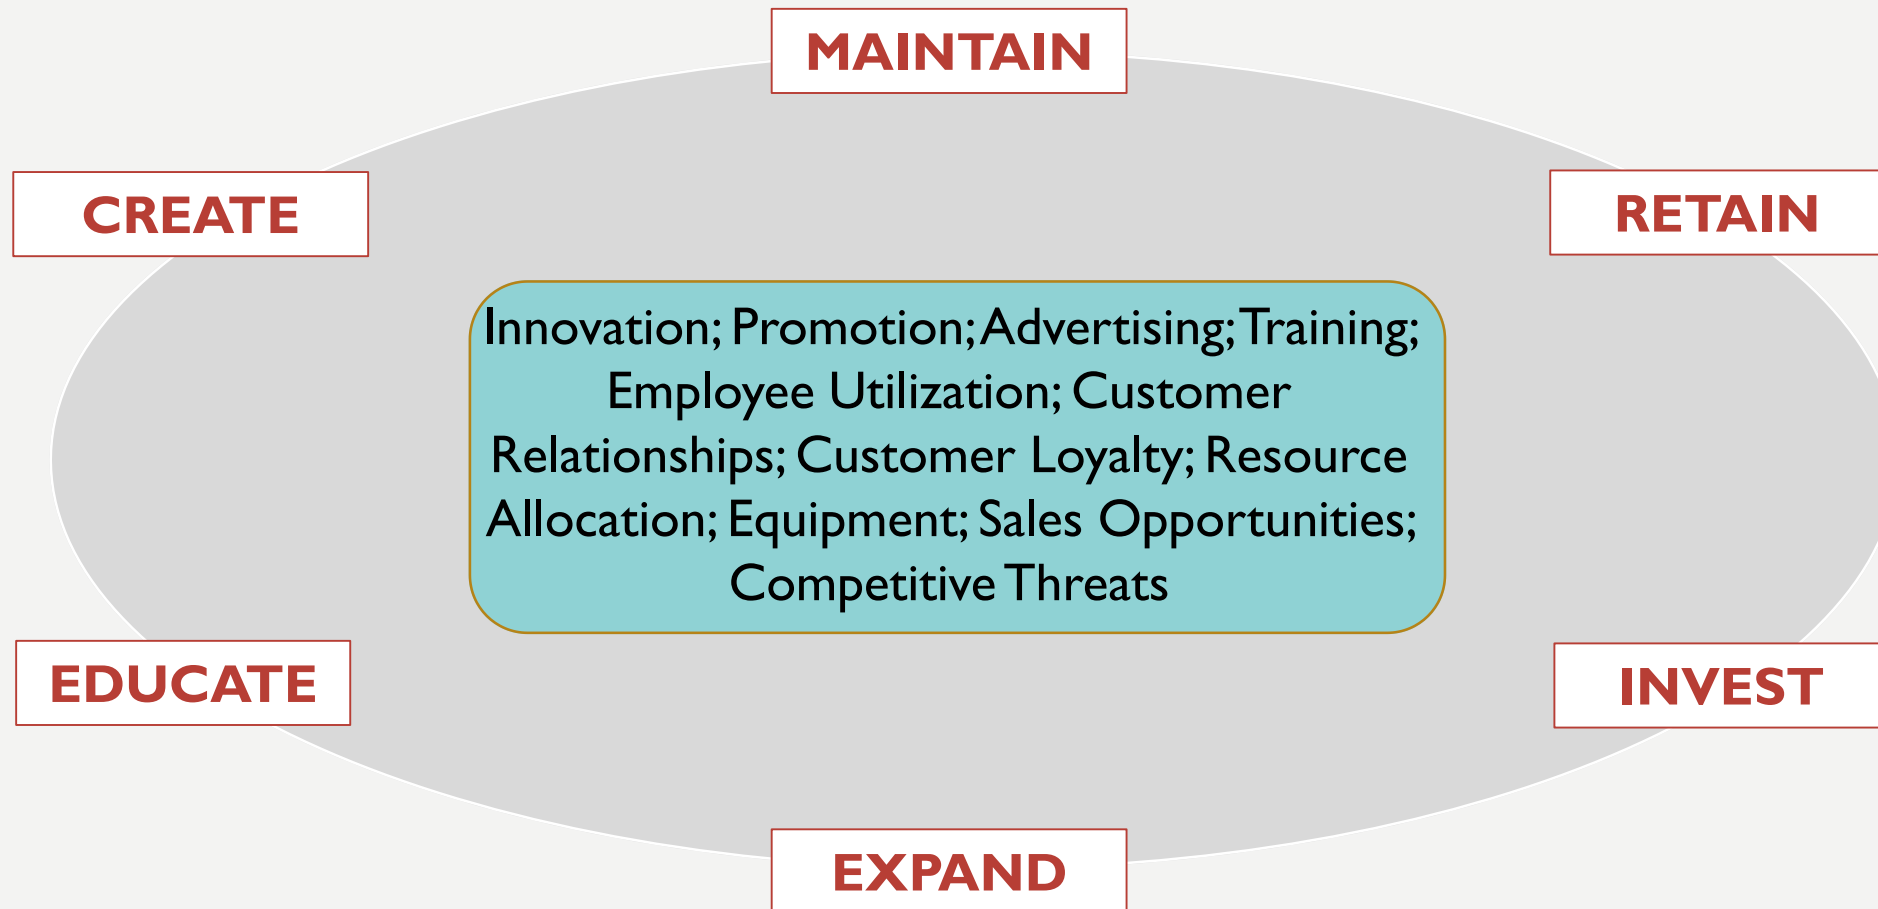 MAINTAIN
CREATE
RETAIN
Innovation; Promotion; Advertising; Training;
Employee Utilization; Customer
Relationships; Customer Loyalty; Resource
Allocation; Equipment; Sales Opportunities;
Competitive Threats
EDUCATE
INVEST
EXPAND